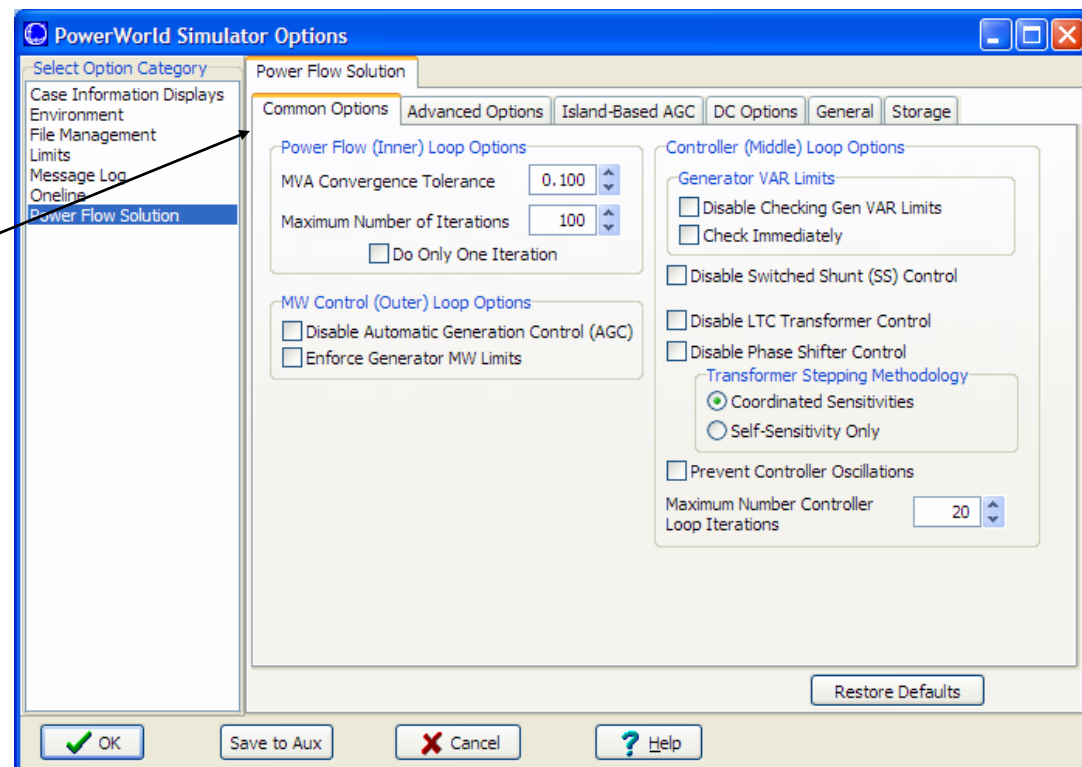 PowerWorld Simulator Options
Select Option Category
Case Information Displays
Environment
File Management
Limits
Message Log
Oneline
Power Flow Solution
Power Flow Solution
Common Options
Advanced Options
Island-Based AGC
DC Options
General
Storage
Power Flow (Inner) Loop Options
MVA Convergence Tolerance 0.100
Maximum Number of Iterations 100
Do Only One Iteration
MW Control (Outer) Loop Options
Disable Automatic Generation Control (AGC)
Enforce Generator MW Limits
Controller (Middle) Loop Options
Generator VAR Limits
Disable Checking Gen VAR Limits
Check Immediately
Disable Switched Shunt (SS) Control
Disable LTC Transformer Control
Disable Phase Shifter Control
Transformer Stepping Methodology
Coordinated Sensitivities
Self-Sensitivity Only
Prevent Controller Oscillations
Maximum Number Controller
Loop Iterations 20
Restore Defaults
OK
Save to Aux
Cancel
? Help